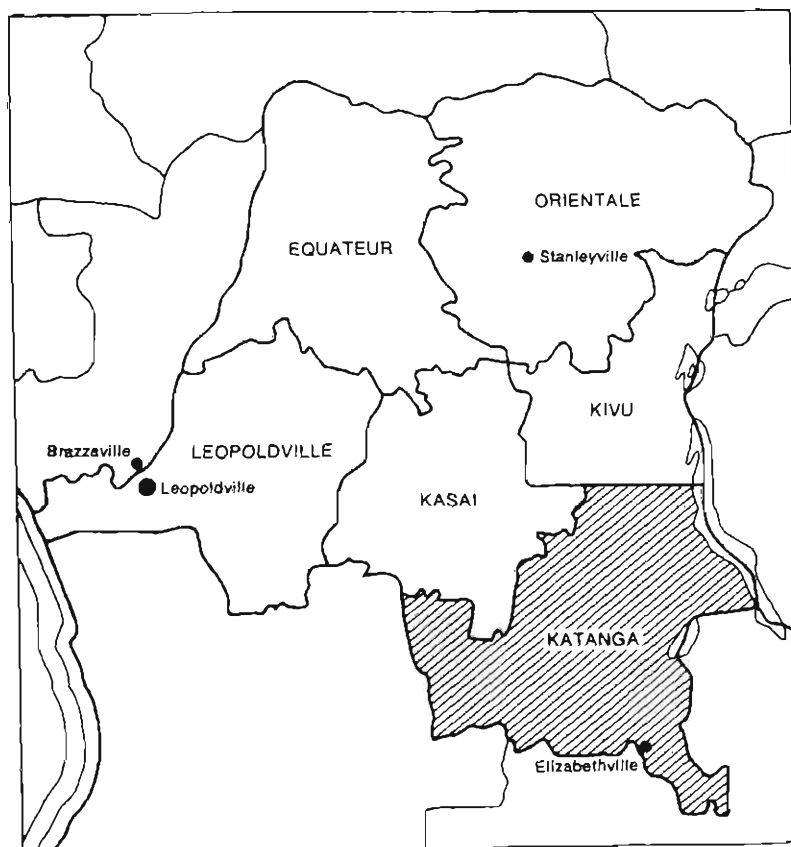 ORIENTALE
EQUATEUR
Stanleyville
KIVU
Brazzaville
LEOPOLDVILLE
Leopoldville
KASAI
KATANGA
Elizabethville